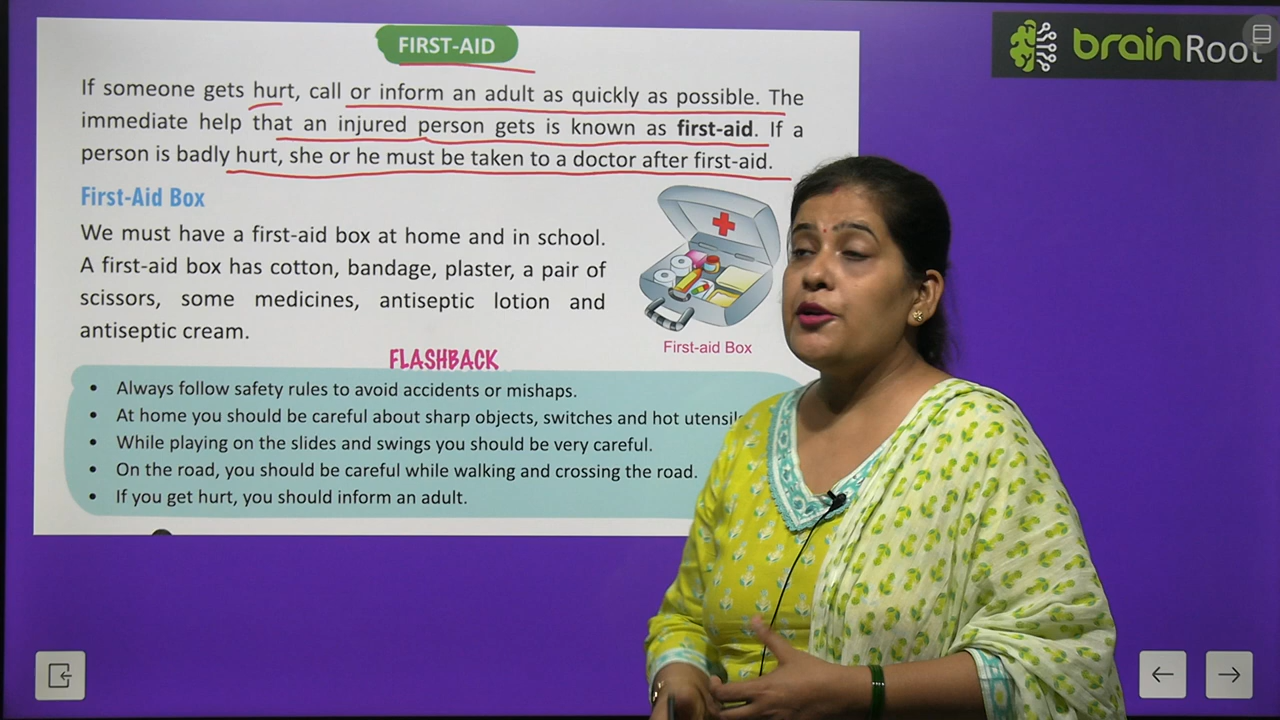 brainRoot
FIRST-AID
If someone gets hurt, call or inform an adult as quickly as possible. The
immediate help that an injured person gets is known as first-aid. If a
person is badly hurt, she or he must be taken to a doctor after first-aid.
First-Aid Box
We must have a first-aid box at home and in school.
A first-aid box has cotton, bandage, plaster, a pair of
scissors, some medicines, antiseptic lotion and
antiseptic cream.
First-aid Box
FLASHBACK
• Always follow safety rules to avoid accidents or mishaps.
• At home you should be careful about sharp objects, switches and hot
• While playing on the slides and swings you should be very careful.
• On the road, you should be careful while walking and crossing the road.
• If you get hurt, you should inform an adult.